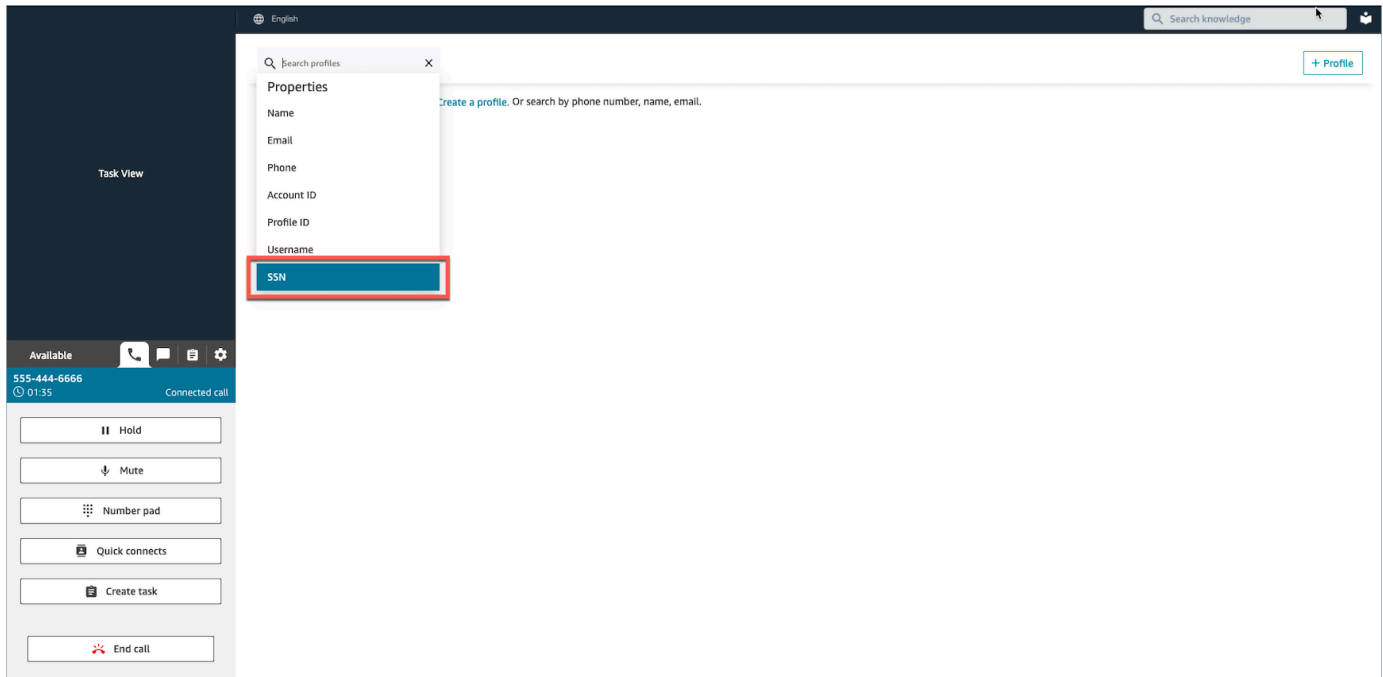 English
Search knowledge
Search profiles
+ Profile
Properties
Create a profile. Or search by phone number, name, email.
Name
Email
Phone
Task View
Account ID
Profile ID
Username
SSN
Available
555-444-6666
01:35 Connected call
Hold
Mute
Number pad
Quick connects
Create task
End call